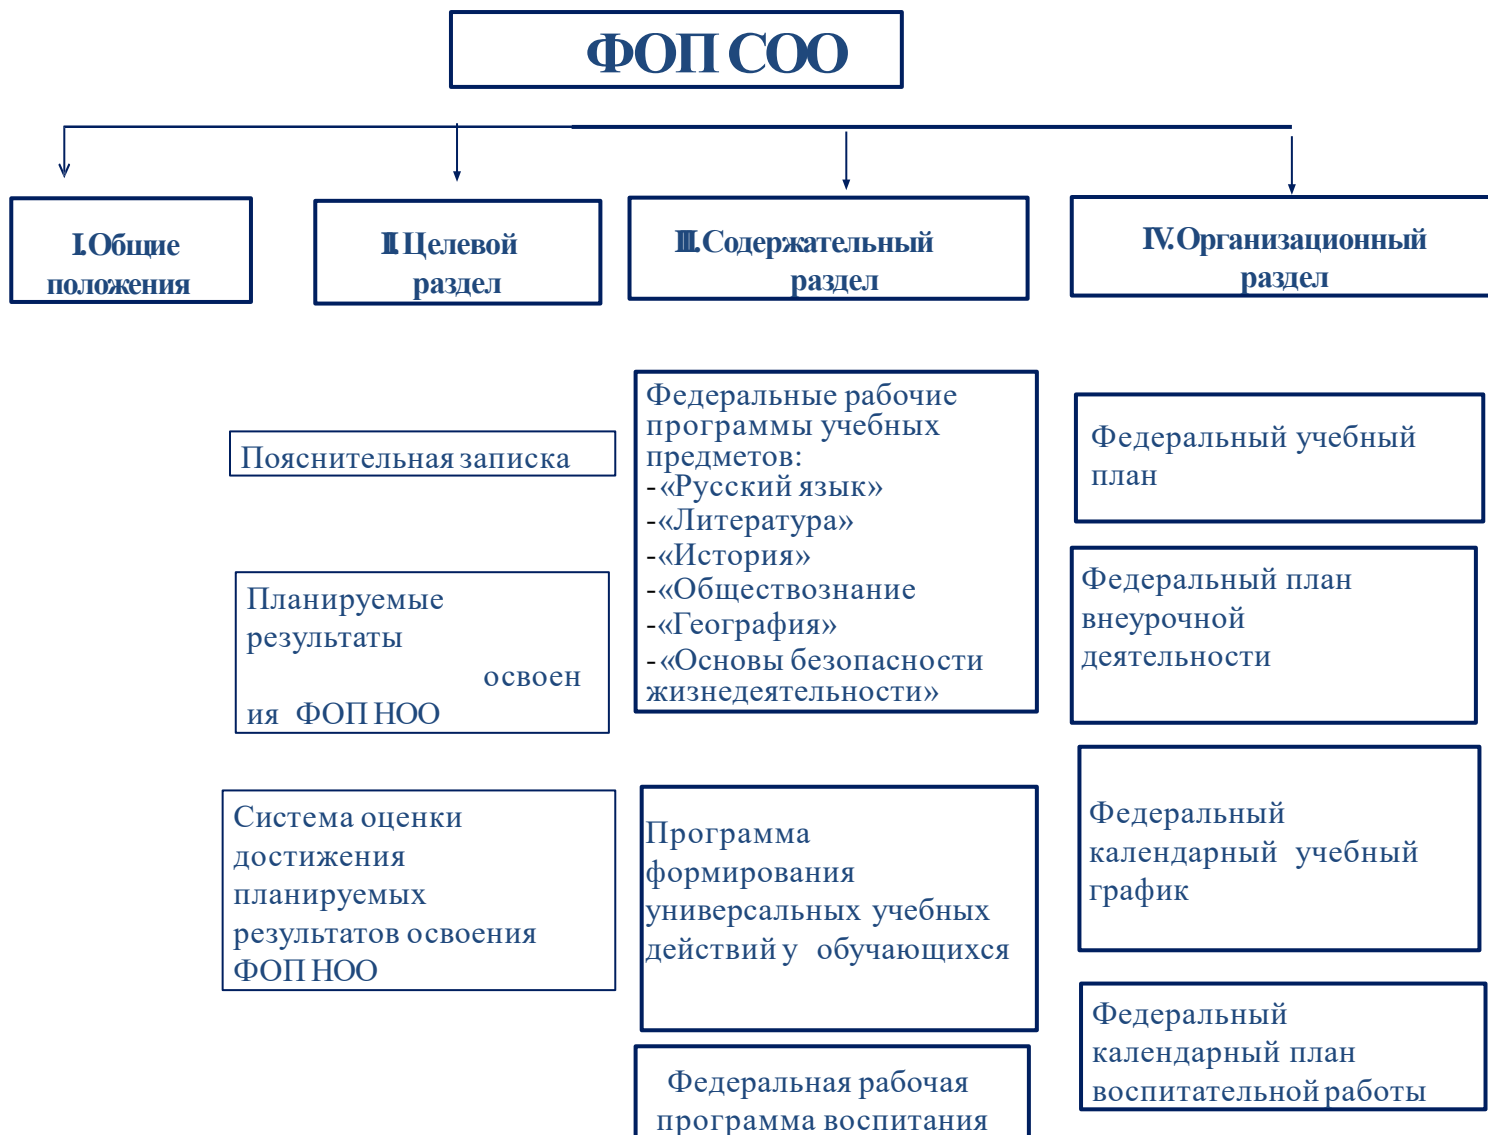 ФОП СОО
I.Общие
положения
II.Целевой
раздел
III.Содержательный
раздел
IV.Организационный
раздел
Пояснительная записка
Планируемые
результаты
освоен
ия ФОП НОО
Система оценки
достижения
планируемых
результатов освоения
ФОП НОО
Федеральные рабочие
программы учебных
предметов:
-«Русский язык»
-«Литература»
-«История»
-«Обществознание
-«География»
-«Основы безопасности
жизнедеятельности»
Программа
формирования
универсальных учебных
действий у обучающихся
Федеральная рабочая
программа воспитания
Федеральный учебный
план
Федеральный план
внеурочной
деятельности
Федеральный
календарный учебный
график
Федеральный
календарный план
воспитательной работы